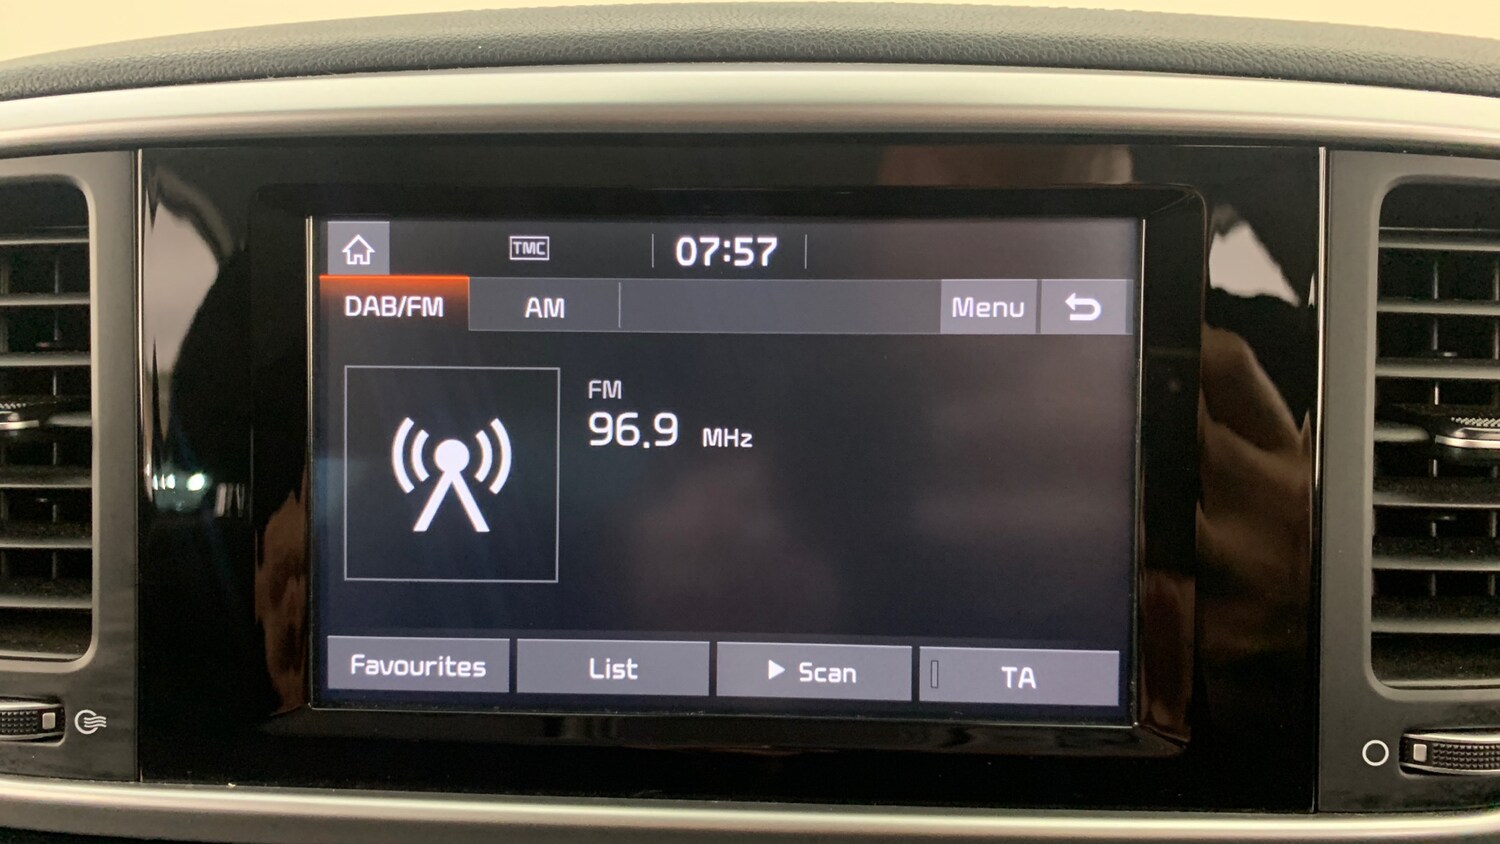 TMC 07:57
DAB/FM AM Menu
FM
96.9 MHz
Favourites List Scan TA